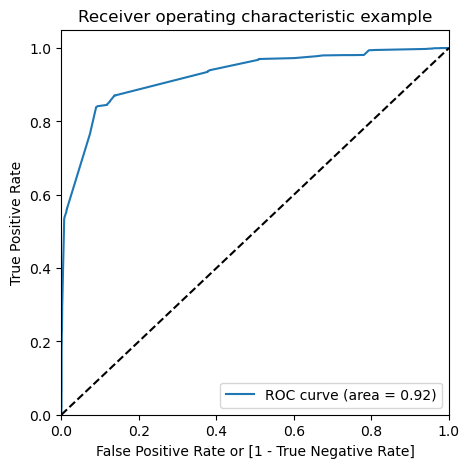 Receiver operating characteristic example
1.0
0.8
0.6
0.4
0.2
0.0
True Positive Rate
ROC curve (area = 0.92)
0.0 0.2 0.4 0.6 0.8 1.0
False Positive Rate or [1 - True Negative Rate]